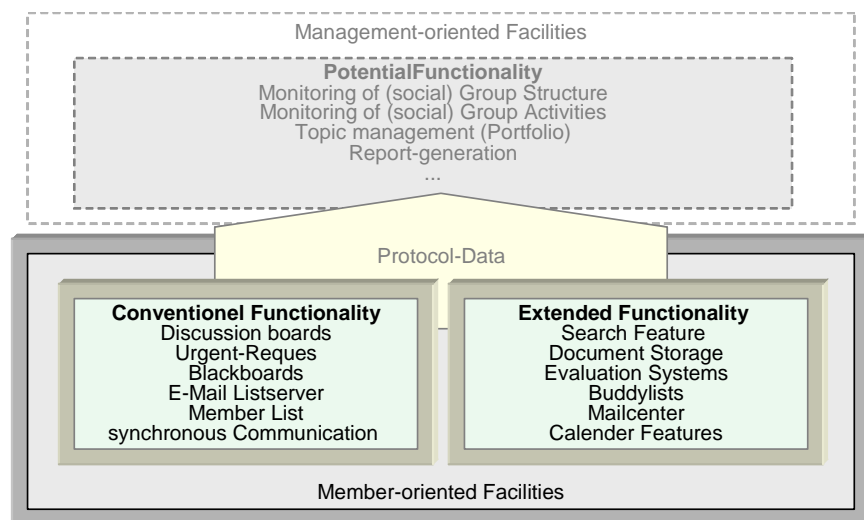 Management-oriented Facilities
PotentialFunctionality
Monitoring of (social) Group Structure
Monitoring of (social) Group Activities
Topic management (Portfolio)
Report-generation
...
Protocol-Data
Conventionel Functionality
Discussion boards
Urgent-Reques
Blackboards
E-Mail Listserver
Member List
synchronous Communication
Extended Functionality
Search Feature
Document Storage
Evaluation Systems
Buddylists
Mailcenter
Calender Features
Member-oriented Facilities